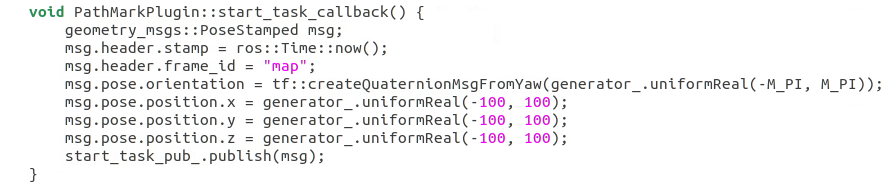 void PathMarkPlugin::start_task_callback() {
    geometry_msgs::PoseStamped msg;
    msg.header.stamp = ros::Time::now();
    msg.header.frame_id = "map";
    msg.pose.orientation = tf::createQuaternionMsgFromYaw(generator_.uniformReal(-M_PI, M_PI));
    msg.pose.position.x = generator_.uniformReal(-100, 100);
    msg.pose.position.y = generator_.uniformReal(-100, 100);
    msg.pose.position.z = generator_.uniformReal(-100, 100);
    start_task_pub_.publish(msg);
}